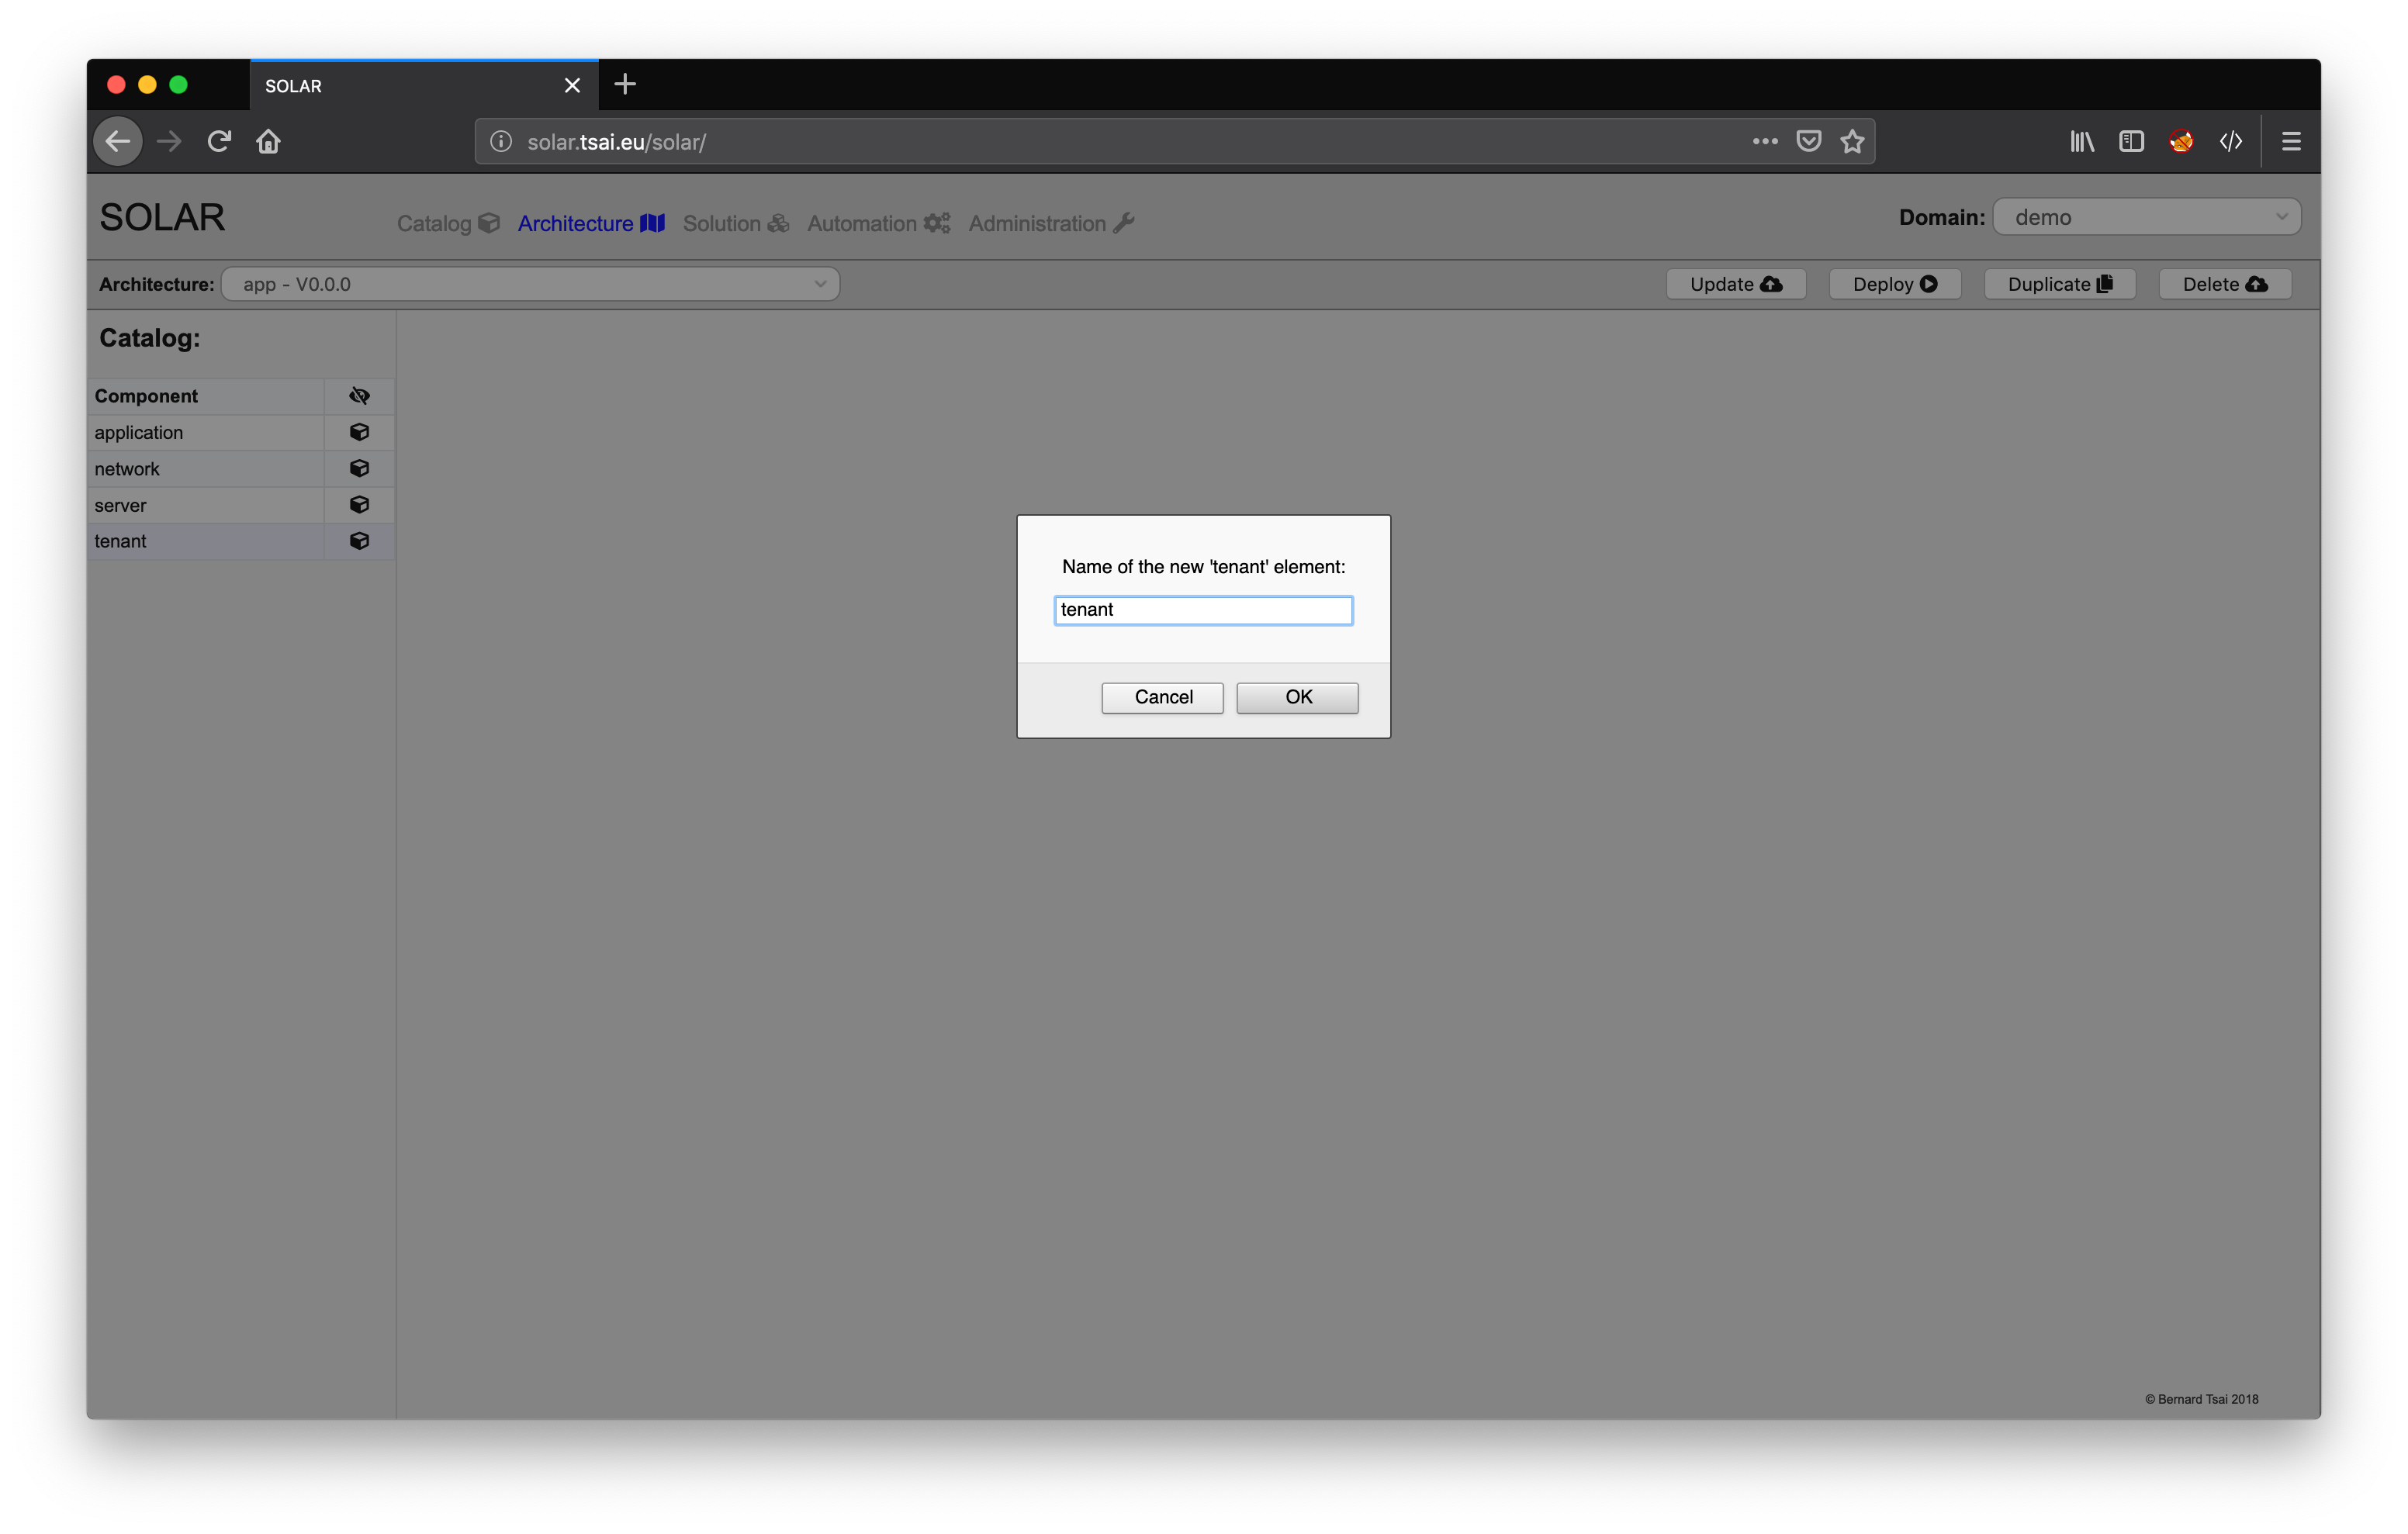 SOLAR
solar.tsai.eu/solar/
SOLAR
Catalog Architecture Solution Automation Administration
Domain: demo
Architecture: app - V0.0.0
Update Deploy Duplicate Delete
Catalog:
Component
application
network
server
tenant
Name of the new 'tenant' element:
tenant
Cancel OK
© Bernard Tsai 2018